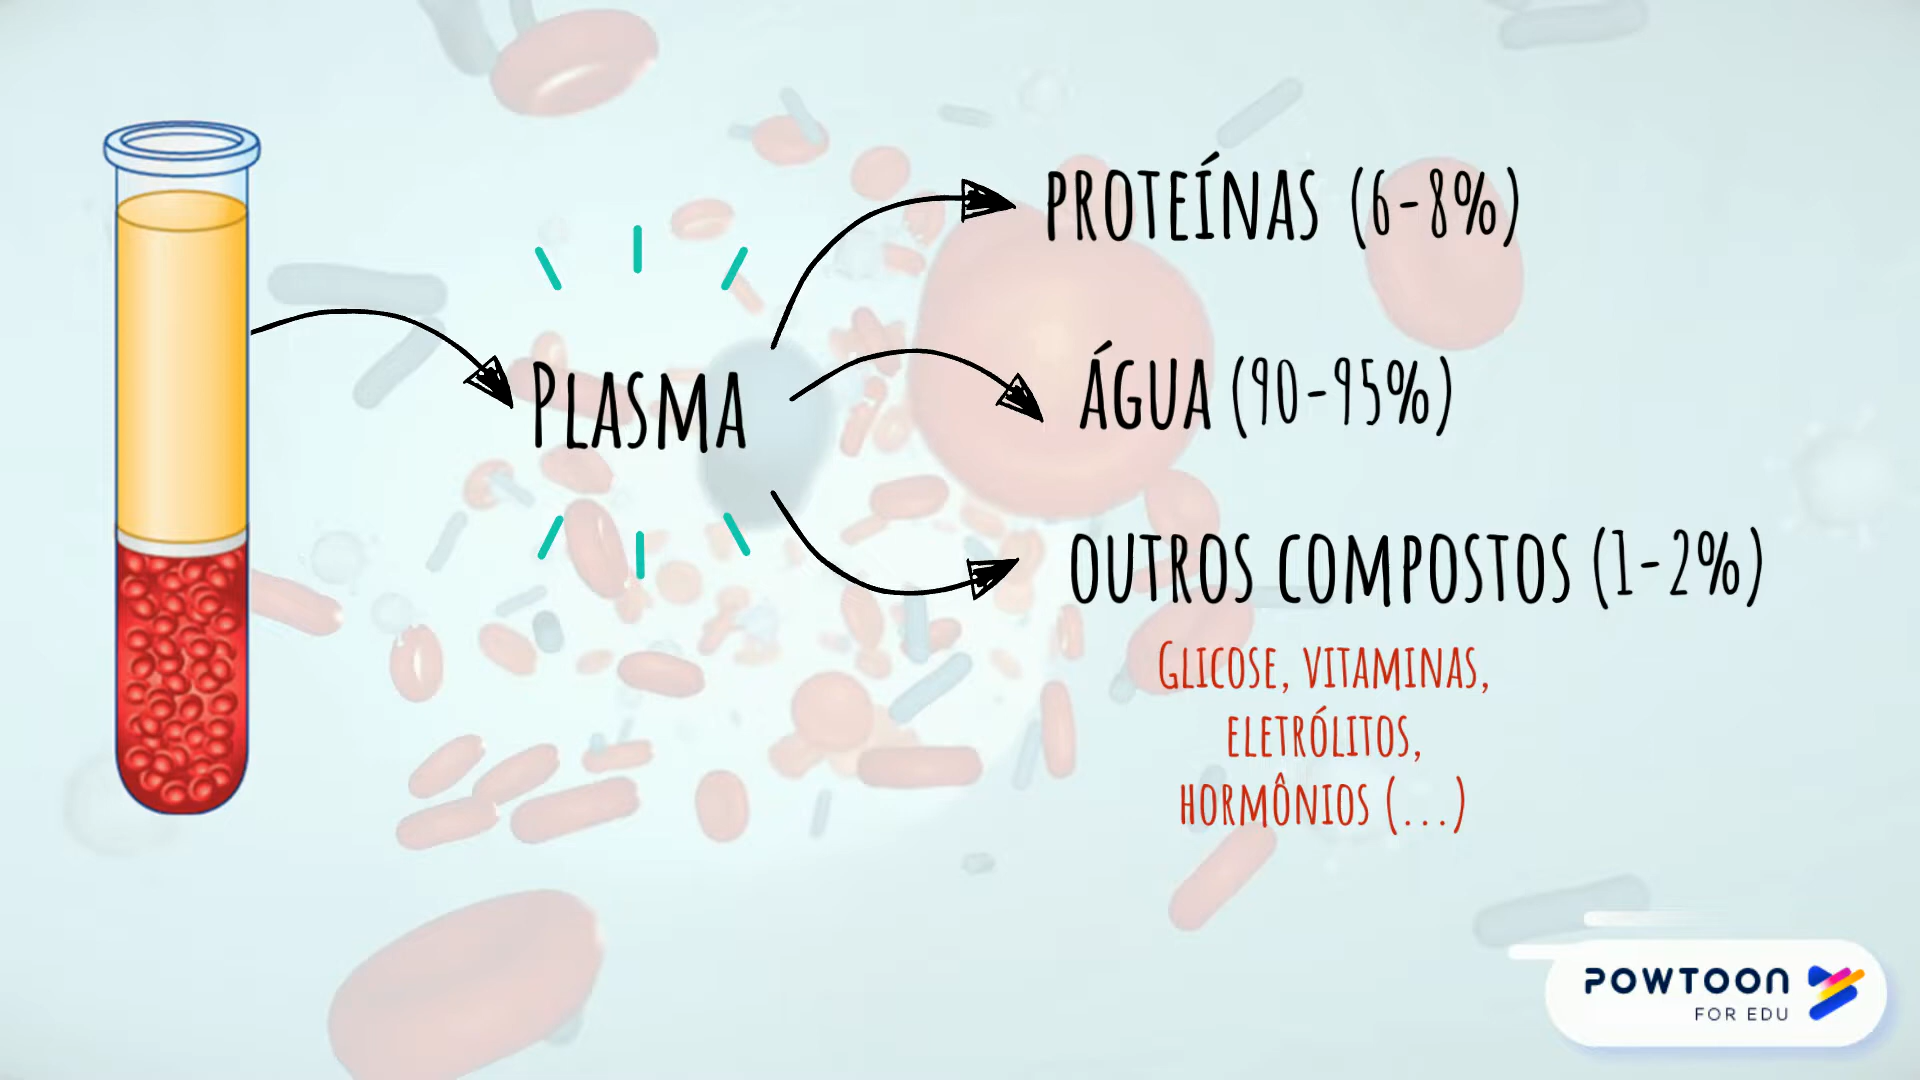 Proteínas (6-8%)
Plasma
Água (90-95%)
Outros compostos (1-2%)
Glicose, vitaminas,
eletrólitos,
hormônios (...)
POWTOON
FOR EDU